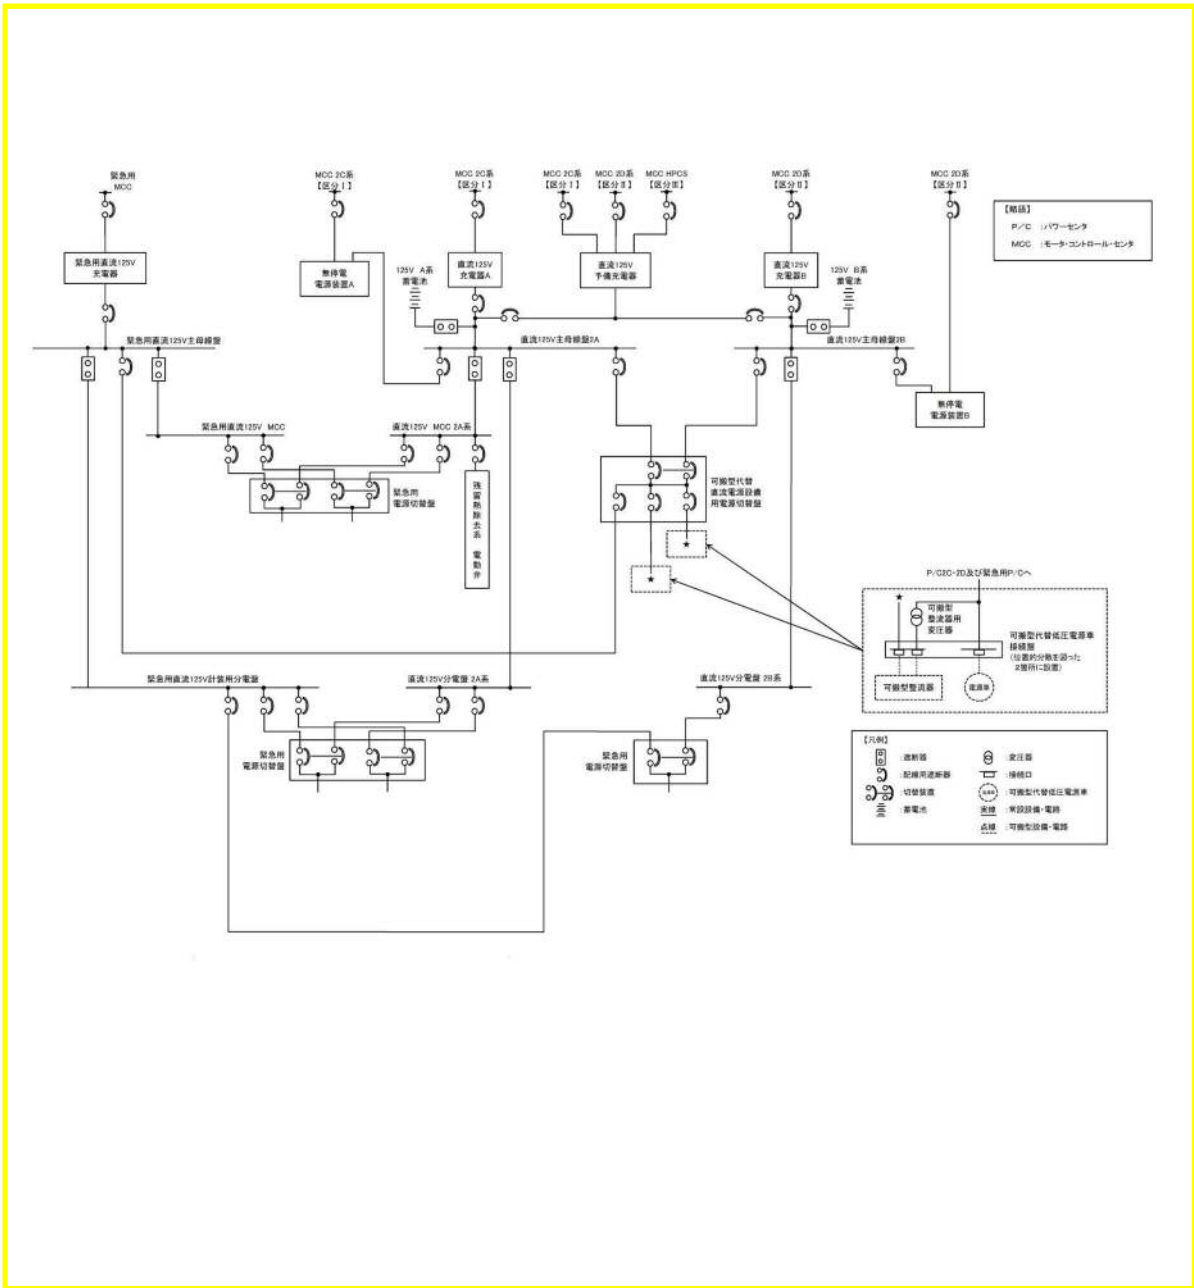 緊急用
MCC
MCC 2C系
【区分Ⅰ】
MCC 2C系
【区分Ⅰ】
MCC 2C系
【区分Ⅰ】
MCC 2D系
【区分Ⅱ】
MCC HPCS
【区分Ⅲ】
MCC 2D系
【区分Ⅱ】
MCC 2D系
【区分Ⅱ】
【略語】
P/C :パワーセンタ
MCC :モータ・コントロール・センタ
緊急用直流125V
充電器
無停電
電源装置A
125V A系
蓄電池
直流125V
充電器A
直流125V
予備充電器
直流125V
充電器B
125V B系
蓄電池
緊急用直流125V主母線盤
直流125V主母線盤2A
直流125V主母線盤2B
無停電
電源装置B
緊急用直流125V MCC
直流125V MCC 2A系
緊急用
電源切替盤
残留熱除去系 電動弁
可搬型代替
直流電源設備
用電源切替盤
★
★
P/C2C・2D及び緊急用P/Cへ
★
可搬型
整流器用
変圧器
可搬型代替低圧電源車
接続盤
(位置的分散を図った
2箇所に設置)
可搬型整流器
電源車
緊急用直流125V計装用分電盤
直流125V分電盤 2A系
直流125V分電盤 2B系
緊急用
電源切替盤
緊急用
電源切替盤
【凡例】
:遮断器
:変圧器
:配線用遮断器
:接続口
:切替装置
電源車
:可搬型代替低圧電源車
:蓄電池
実線 :常設設備・電路
点線 :可搬型設備・電路